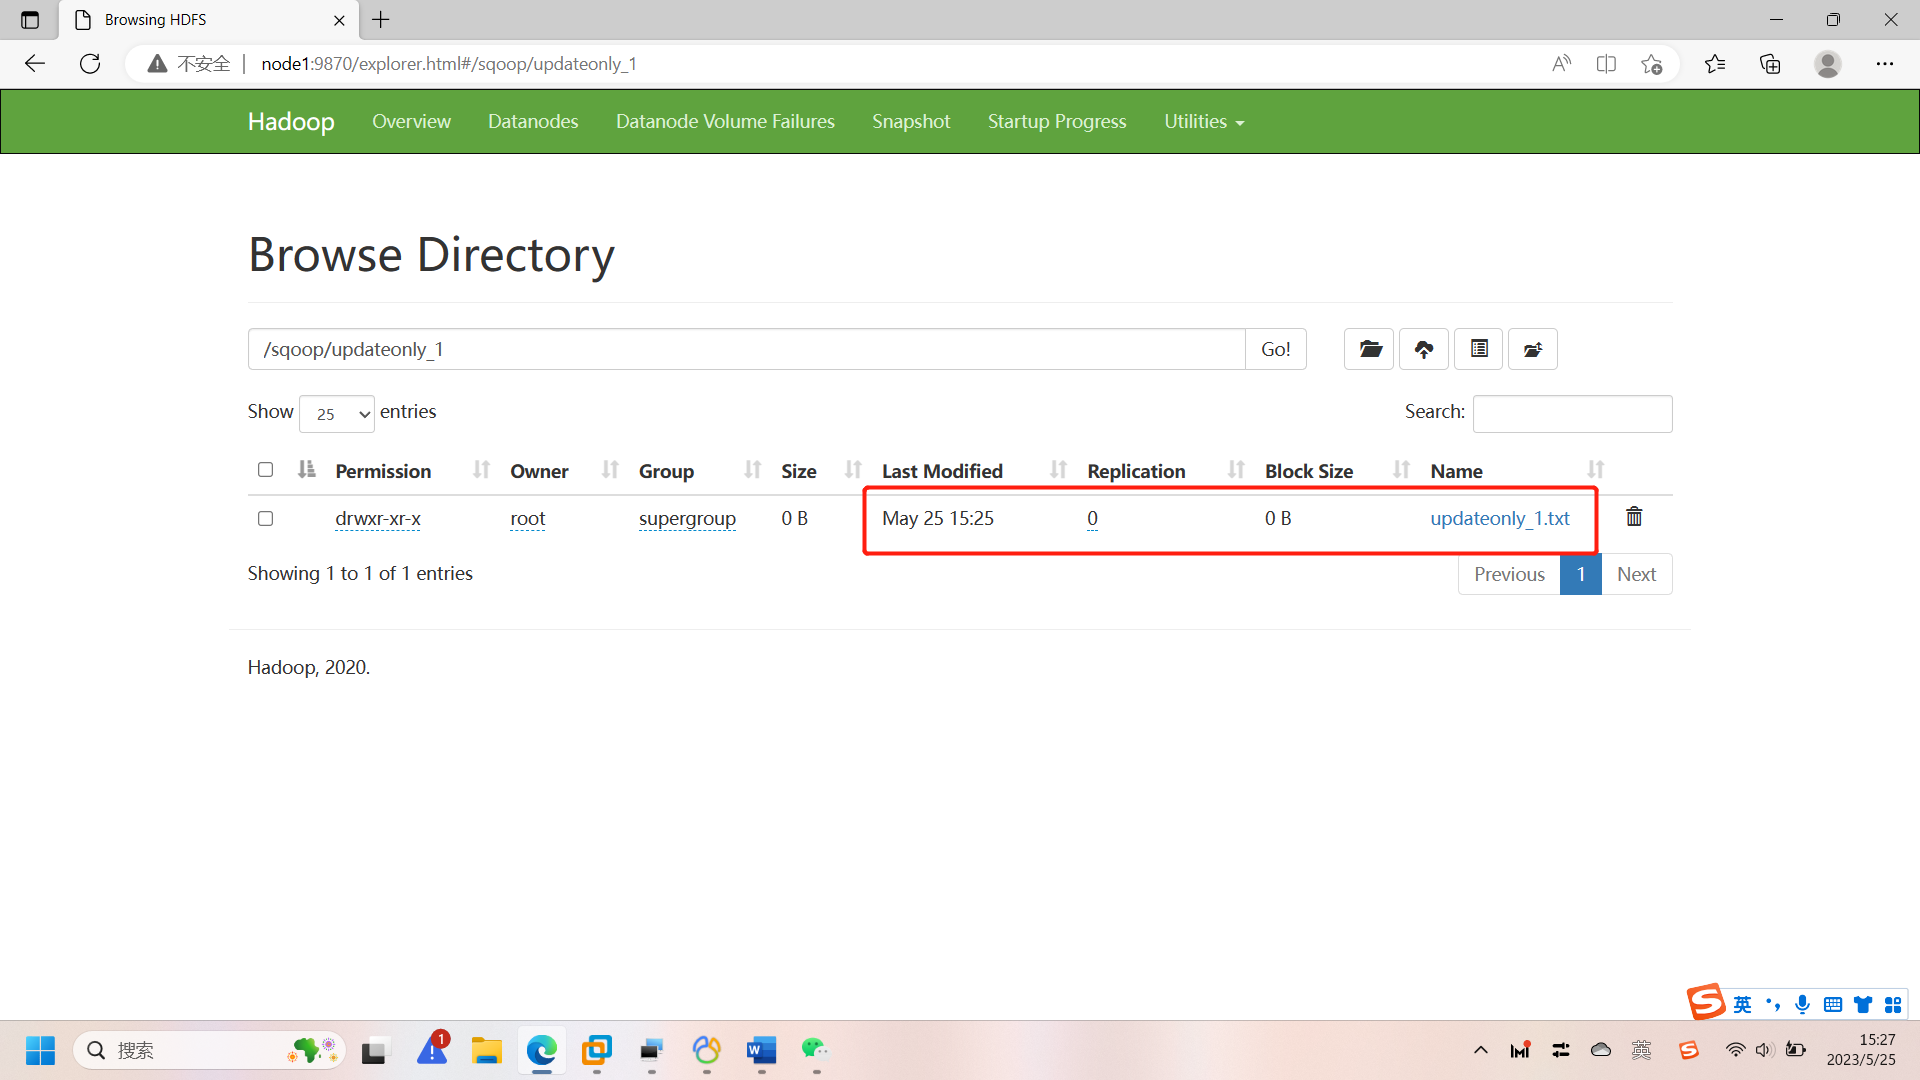 Browsing HDFS
不安全 node1:9870/explorer.html#/sqoop/updateonly_1
Hadoop Overview Datanodes Datanode Volume Failures Snapshot Startup Progress Utilities
Browse Directory
/sqoop/updateonly_1 Go!
Show 25 entries Search:
Permission Owner Group Size Last Modified Replication Block Size Name
drwxr-xr-x root supergroup 0 B May 25 15:25 0 0 B updateonly_1.txt
Showing 1 to 1 of 1 entries Previous 1 Next
Hadoop, 2020.
英
搜索 1 英 15:27
2023/5/25